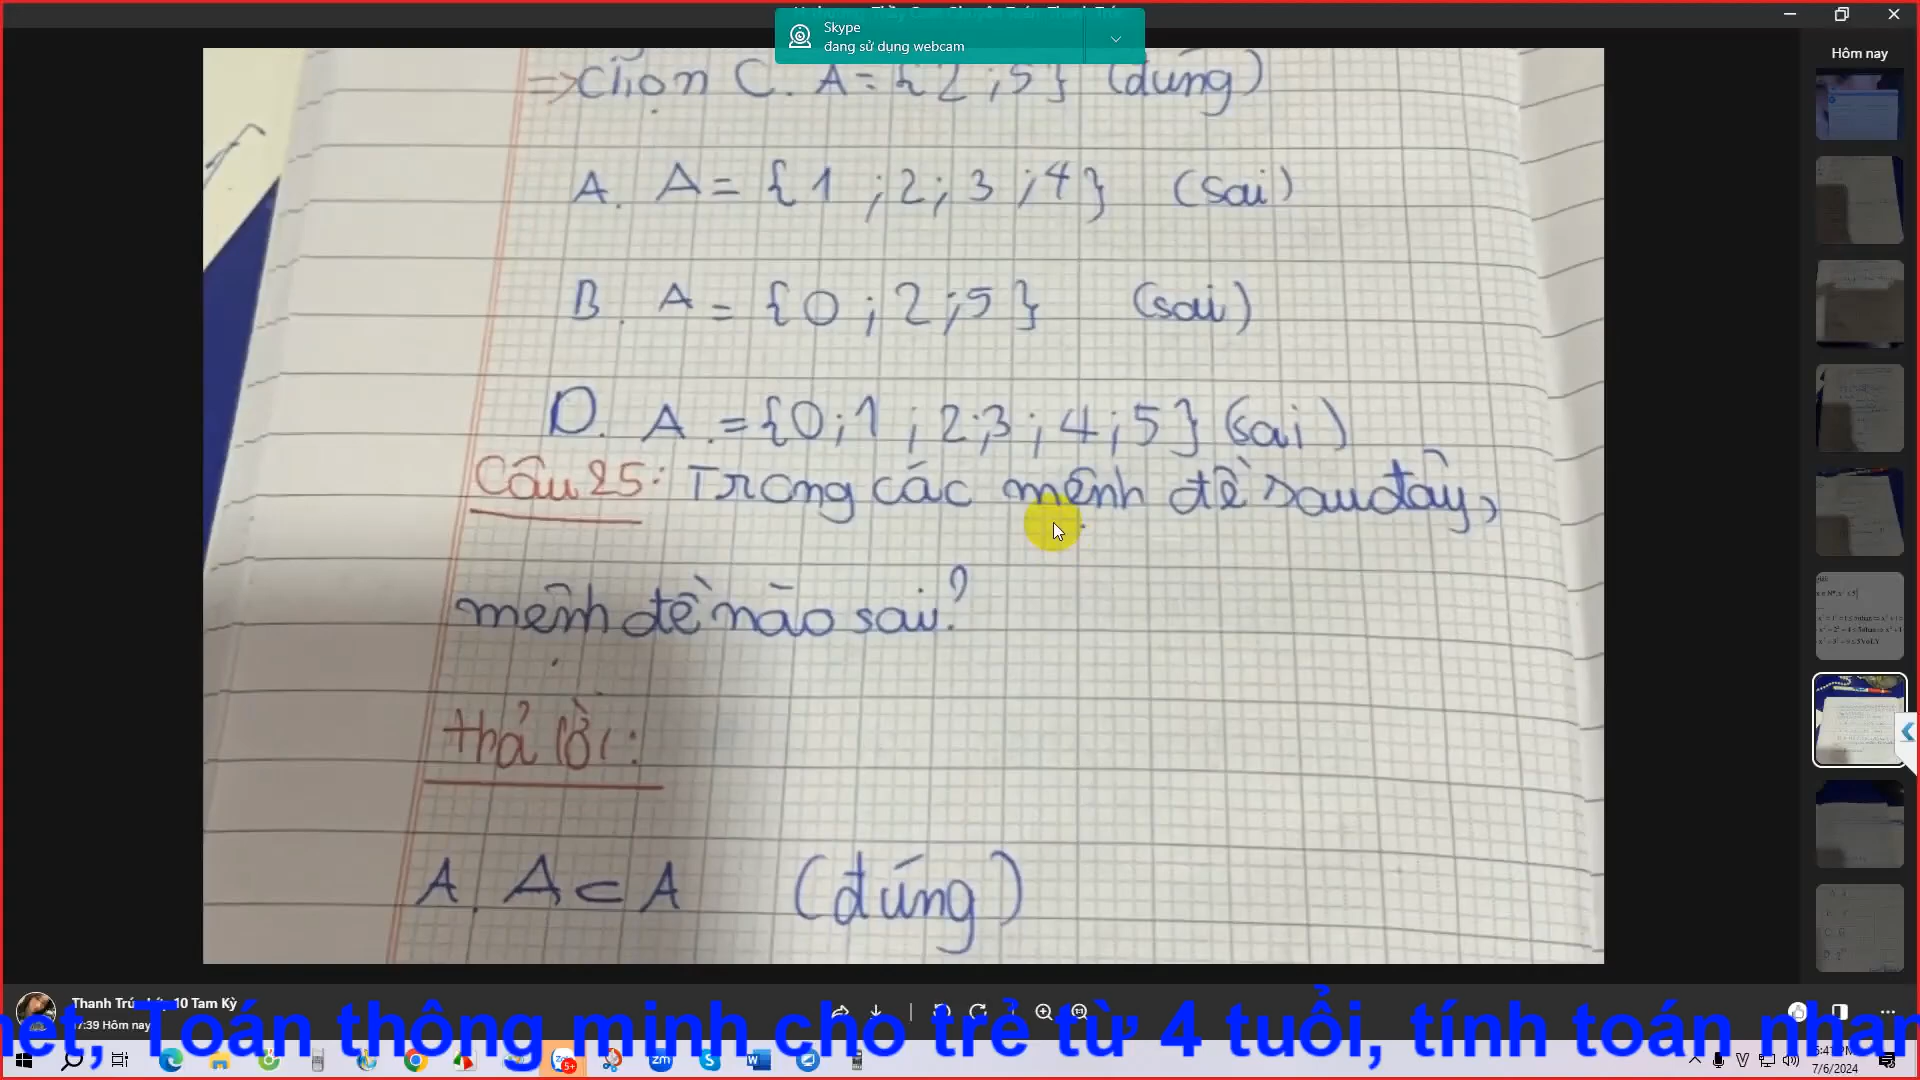 Skype
đang sử dụng webcam
Hôm nay
=> Chọn C. A = {2 ; 5} (đúng)
A. A = {1 ; 2 ; 3 ; 4} (sai)
B. A = {0 ; 2 ; 5} (sai)
D. A = {0 ; 1 ; 2 ; 3 ; 4 ; 5} (sai)
Câu 25: Trong các mệnh đề sau đây,
mệnh đề nào sai?
trả lời:
A. A ⊂ A (đúng)
10 Tam Kỳ
Hôm nay
net, Toán thông minh cho trẻ từ 4 tuổi, tính toán nhan
7/6/2024